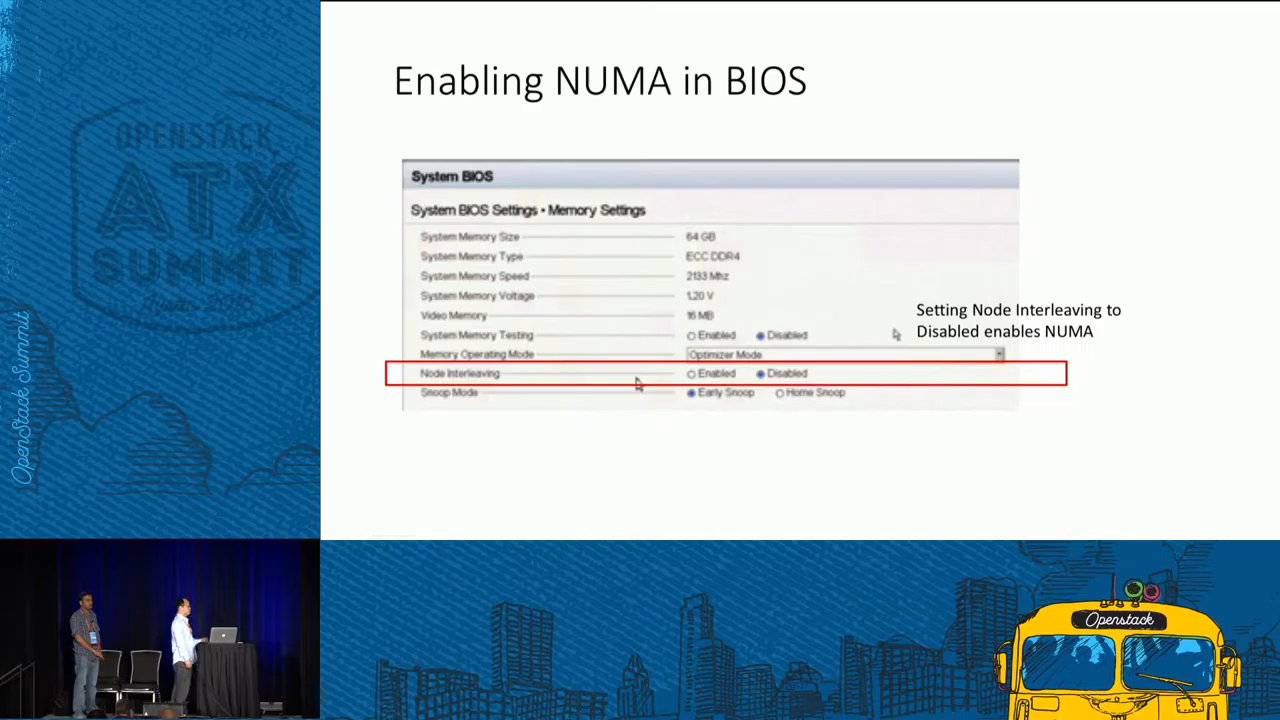 Enabling NUMA in BIOS
System BIOS
System BIOS Settings • Memory Settings
System Memory Size 64 GB
System Memory Type ECC DDR4
System Memory Speed 2133 Mhz
System Memory Voltage 1.20 V
Video Memory 16 MB
System Memory Testing Enabled Disabled
Memory Operating Mode Optimizer Mode
Node Interleaving Enabled Disabled
Snoop Mode Early Snoop Home Snoop
Setting Node Interleaving to
Disabled enables NUMA
OPENSTACK
ATX
SUMMIT
OpenStack Summit
Openstack